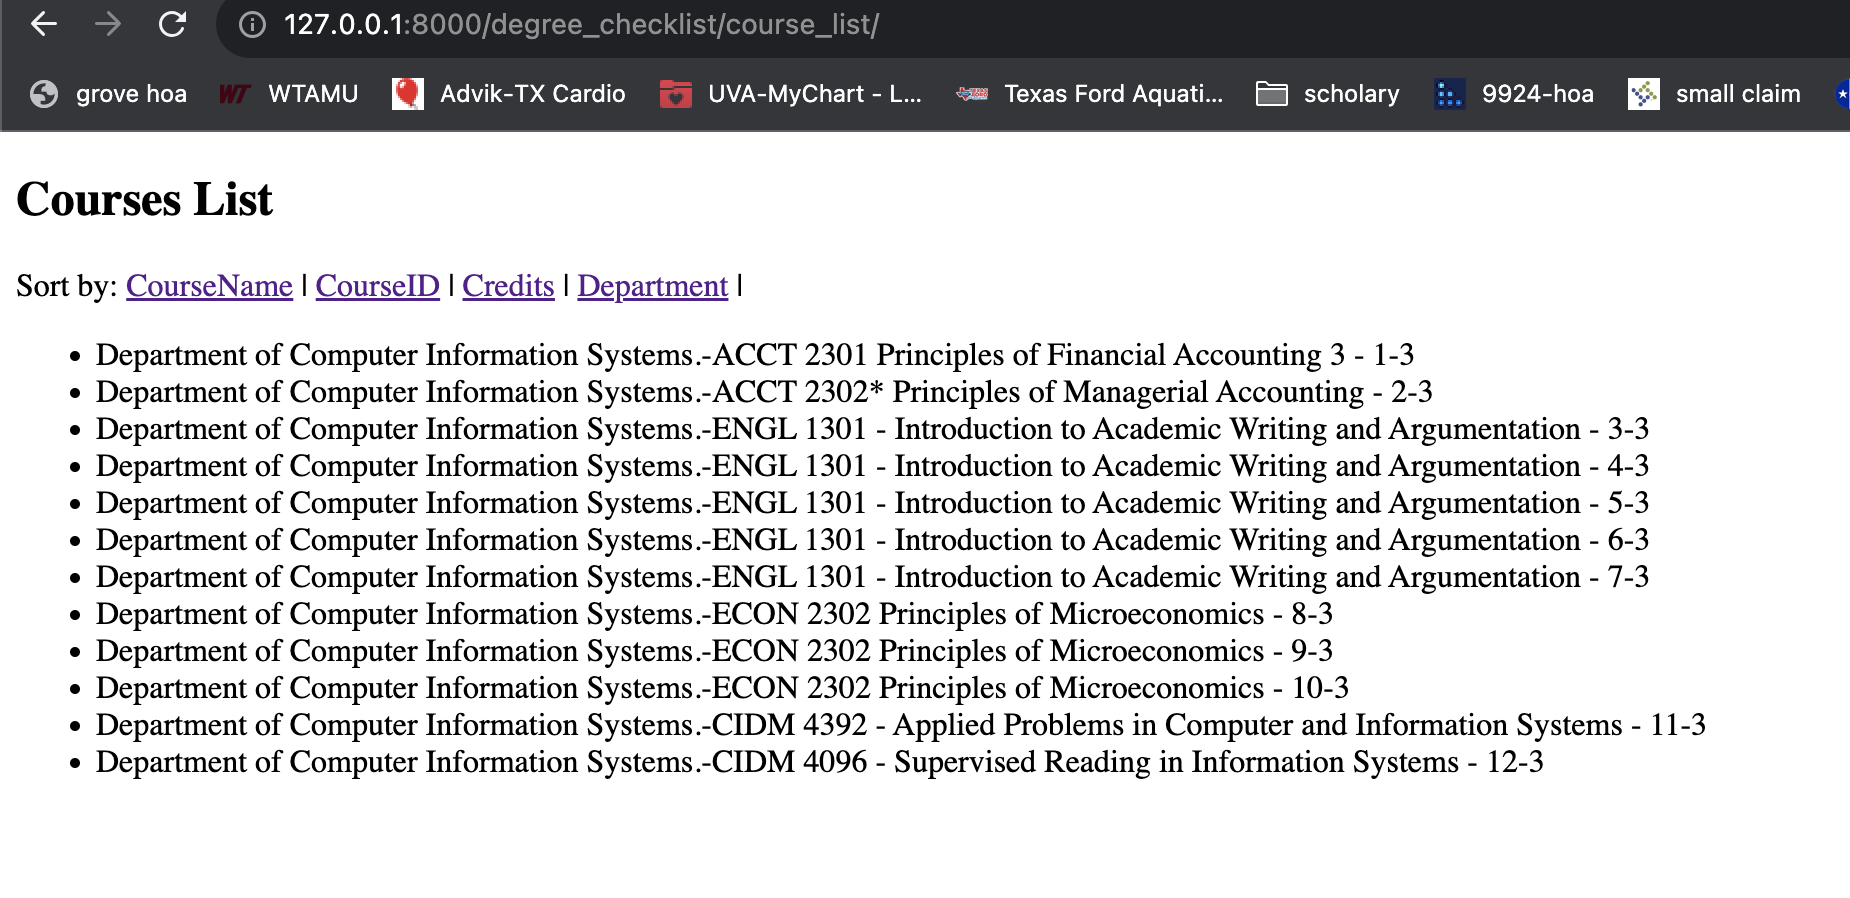 127.0.0.1:8000/degree_checklist/course_list/
grove hoa WT WTAMU Advik-TX Cardio UVA-MyChart - L... Texas Ford Aquati... scholary 9924-hoa small claim
Courses List
Sort by: CourseName | CourseID | Credits | Department |
• Department of Computer Information Systems.-ACCT 2301 Principles of Financial Accounting 3 - 1-3
• Department of Computer Information Systems.-ACCT 2302* Principles of Managerial Accounting - 2-3
• Department of Computer Information Systems.-ENGL 1301 - Introduction to Academic Writing and Argumentation - 3-3
• Department of Computer Information Systems.-ENGL 1301 - Introduction to Academic Writing and Argumentation - 4-3
• Department of Computer Information Systems.-ENGL 1301 - Introduction to Academic Writing and Argumentation - 5-3
• Department of Computer Information Systems.-ENGL 1301 - Introduction to Academic Writing and Argumentation - 6-3
• Department of Computer Information Systems.-ENGL 1301 - Introduction to Academic Writing and Argumentation - 7-3
• Department of Computer Information Systems.-ECON 2302 Principles of Microeconomics - 8-3
• Department of Computer Information Systems.-ECON 2302 Principles of Microeconomics - 9-3
• Department of Computer Information Systems.-ECON 2302 Principles of Microeconomics - 10-3
• Department of Computer Information Systems.-CIDM 4392 - Applied Problems in Computer and Information Systems - 11-3
• Department of Computer Information Systems.-CIDM 4096 - Supervised Reading in Information Systems - 12-3